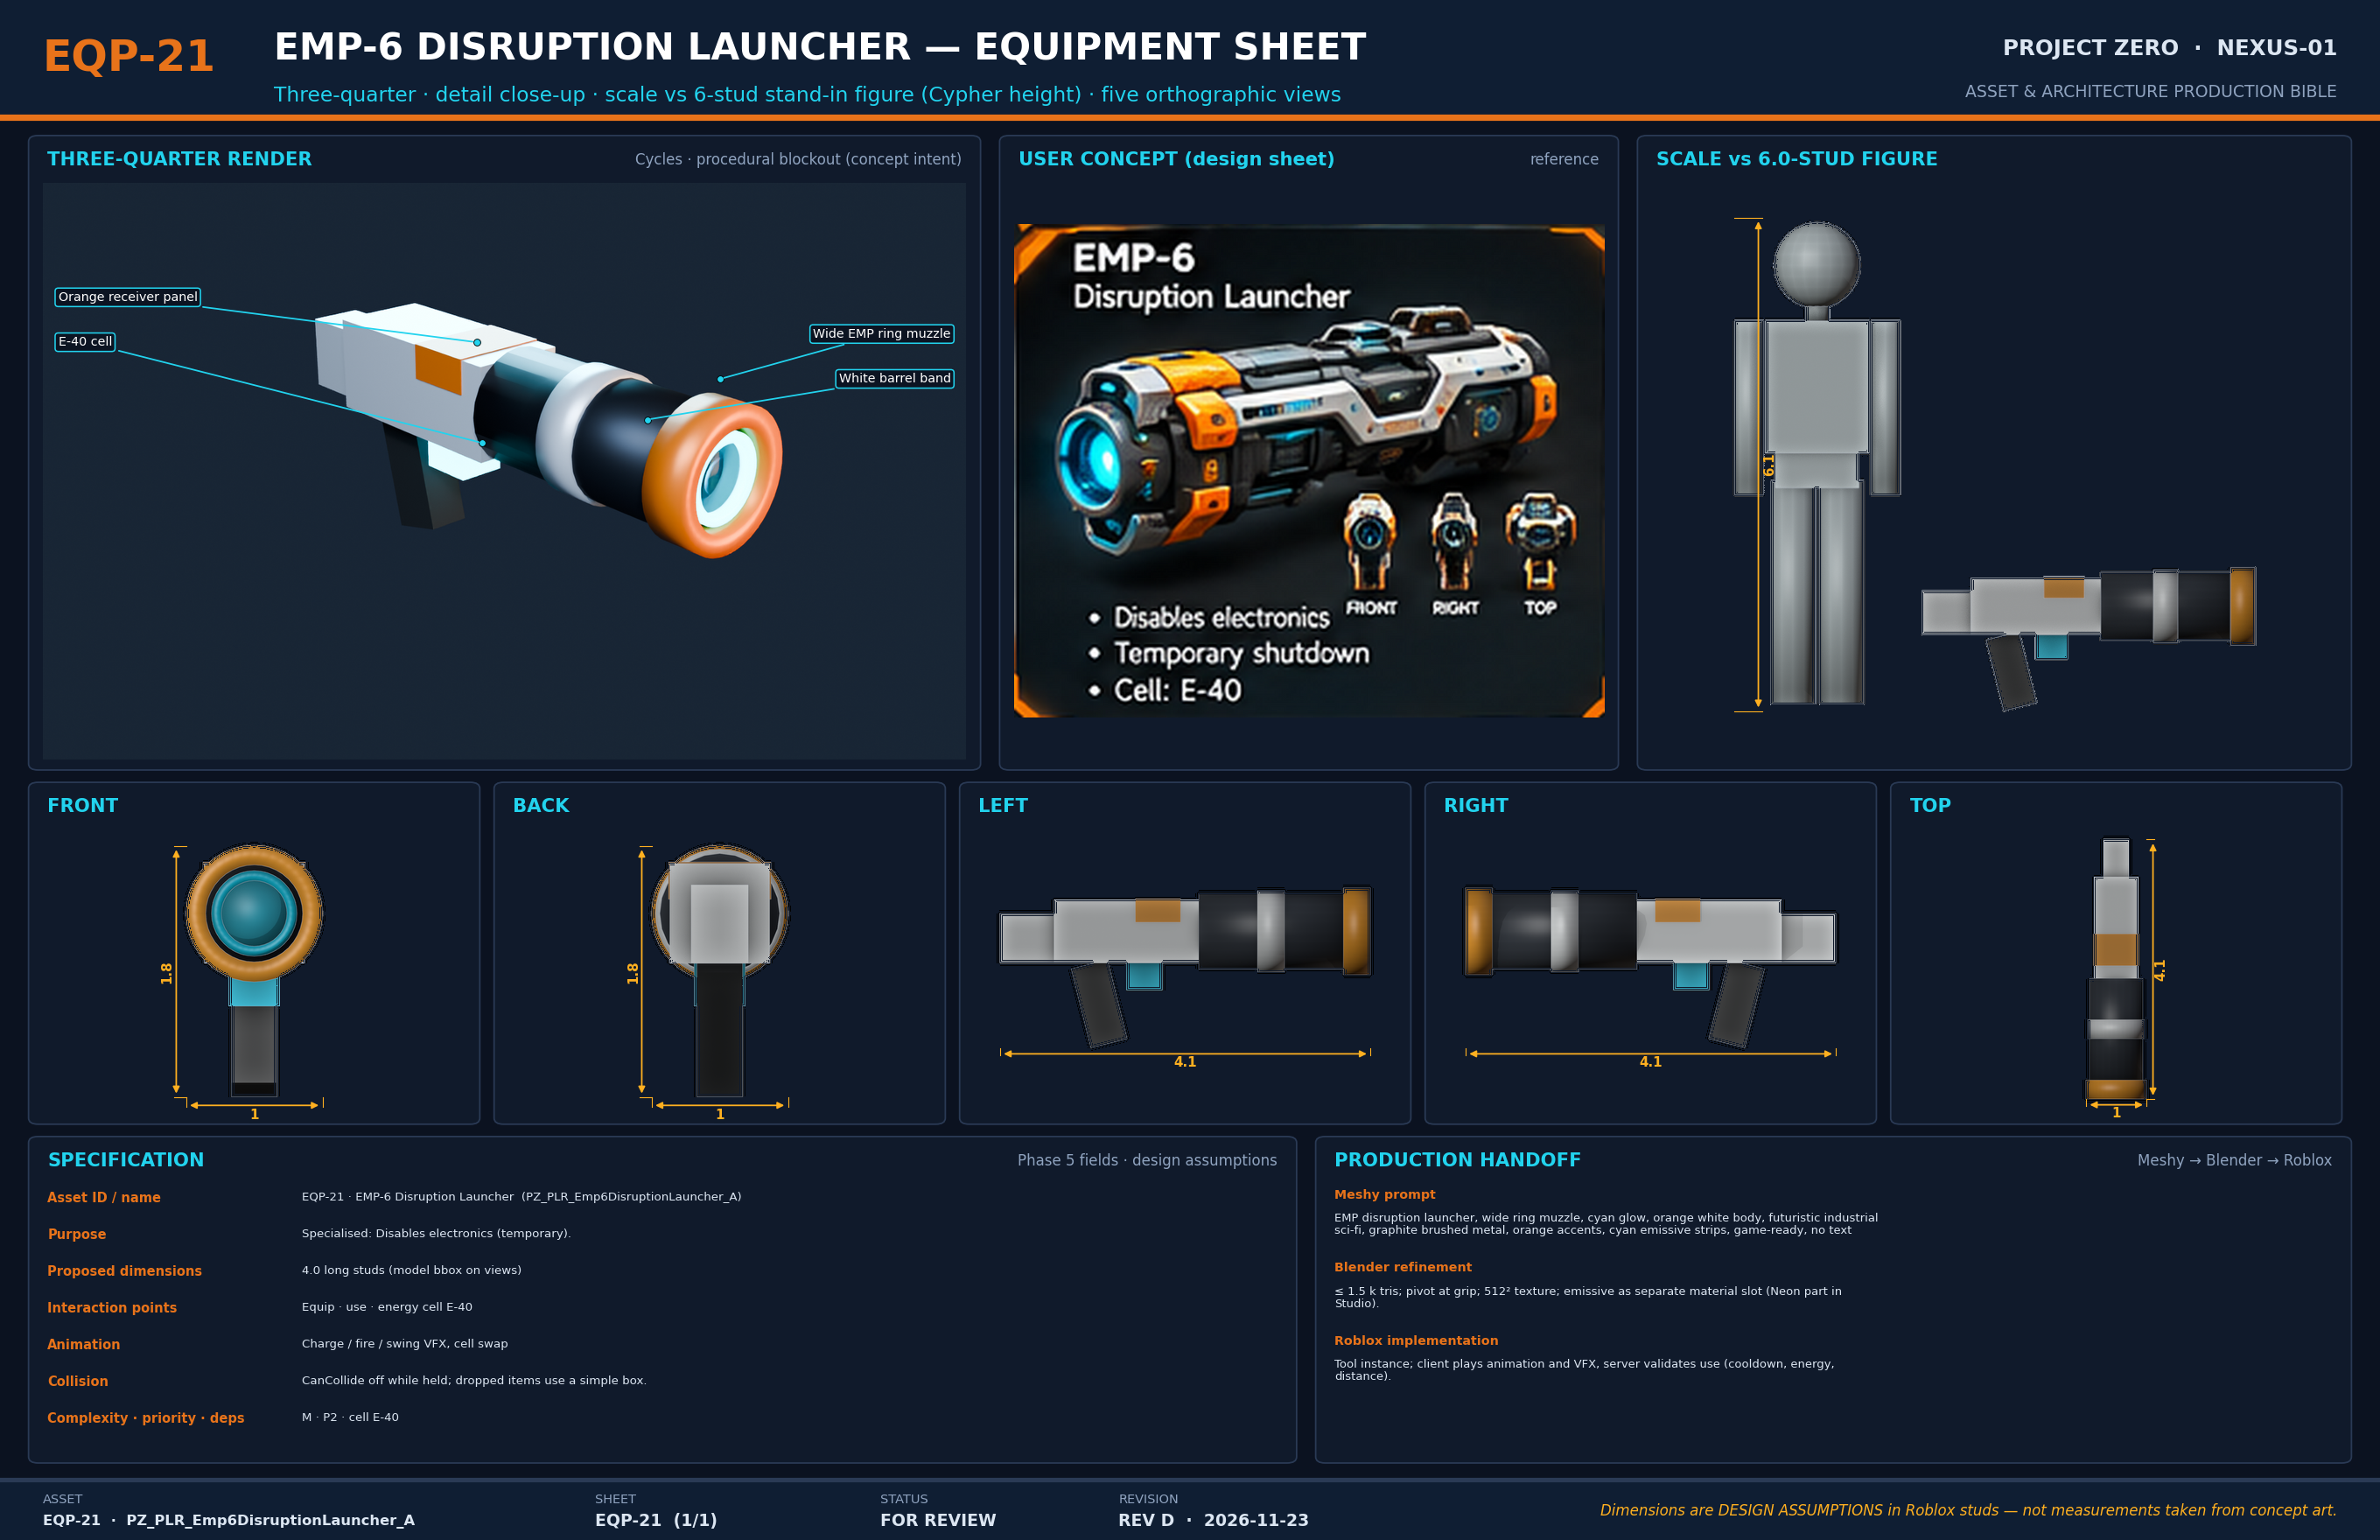 EQP-21
EMP-6 DISRUPTION LAUNCHER — EQUIPMENT SHEET
Three-quarter · detail close-up · scale vs 6-stud stand-in figure (Cypher height) · five orthographic views
PROJECT ZERO · NEXUS-01
ASSET & ARCHITECTURE PRODUCTION BIBLE
THREE-QUARTER RENDER
Cycles · procedural blockout (concept intent)
Orange receiver panel
E-40 cell
Wide EMP ring muzzle
White barrel band
USER CONCEPT (design sheet)
reference
EMP-6
Disruption Launcher
FRONT
RIGHT
TOP
• Disables electronics
• Temporary shutdown
• Cell: E-40
SCALE vs 6.0-STUD FIGURE
6.1
FRONT
1.8
1
BACK
1.8
1
LEFT
4.1
RIGHT
4.1
TOP
4.1
1
SPECIFICATION
Phase 5 fields · design assumptions
Asset ID / name
EQP-21 · EMP-6 Disruption Launcher (PZ_PLR_Emp6DisruptionLauncher_A)
Purpose
Specialised: Disables electronics (temporary).
Proposed dimensions
4.0 long studs (model bbox on views)
Interaction points
Equip · use · energy cell E-40
Animation
Charge / fire / swing VFX, cell swap
Collision
CanCollide off while held; dropped items use a simple box.
Complexity · priority · deps
M · P2 · cell E-40
PRODUCTION HANDOFF
Meshy → Blender → Roblox
Meshy prompt
EMP disruption launcher, wide ring muzzle, cyan glow, orange white body, futuristic industrial
sci-fi, graphite brushed metal, orange accents, cyan emissive strips, game-ready, no text
Blender refinement
≤ 1.5 k tris; pivot at grip; 512² texture; emissive as separate material slot (Neon part in
Studio).
Roblox implementation
Tool instance; client plays animation and VFX, server validates use (cooldown, energy,
distance).
ASSET
EQP-21 · PZ_PLR_Emp6DisruptionLauncher_A
SHEET
EQP-21 (1/1)
STATUS
FOR REVIEW
REVISION
REV D · 2026-11-23
Dimensions are DESIGN ASSUMPTIONS in Roblox studs — not measurements taken from concept art.